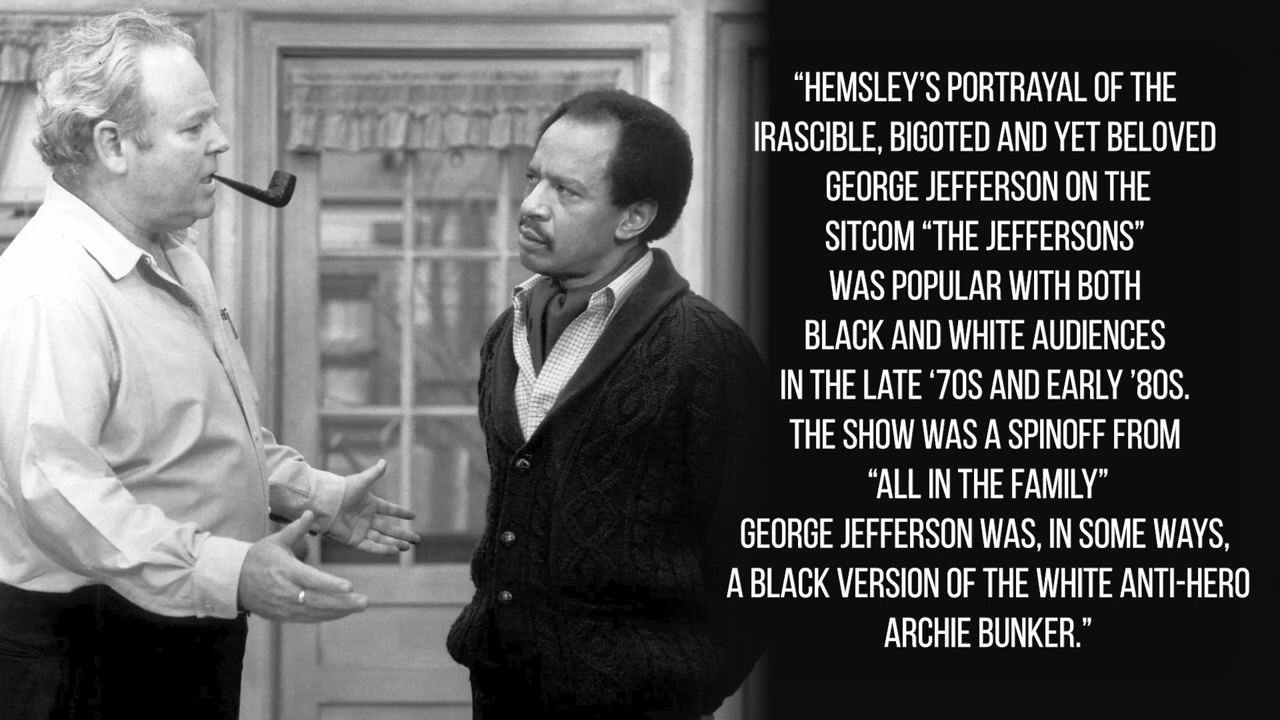 “HEMSLEY’S PORTRAYAL OF THE
IRASCIBLE, BIGOTED AND YET BELOVED
GEORGE JEFFERSON ON THE
SITCOM “THE JEFFERSONS”
WAS POPULAR WITH BOTH
BLACK AND WHITE AUDIENCES
IN THE LATE ‘70S AND EARLY ’80S.
THE SHOW WAS A SPINOFF FROM
“ALL IN THE FAMILY”
GEORGE JEFFERSON WAS, IN SOME WAYS,
A BLACK VERSION OF THE WHITE ANTI-HERO
ARCHIE BUNKER.”